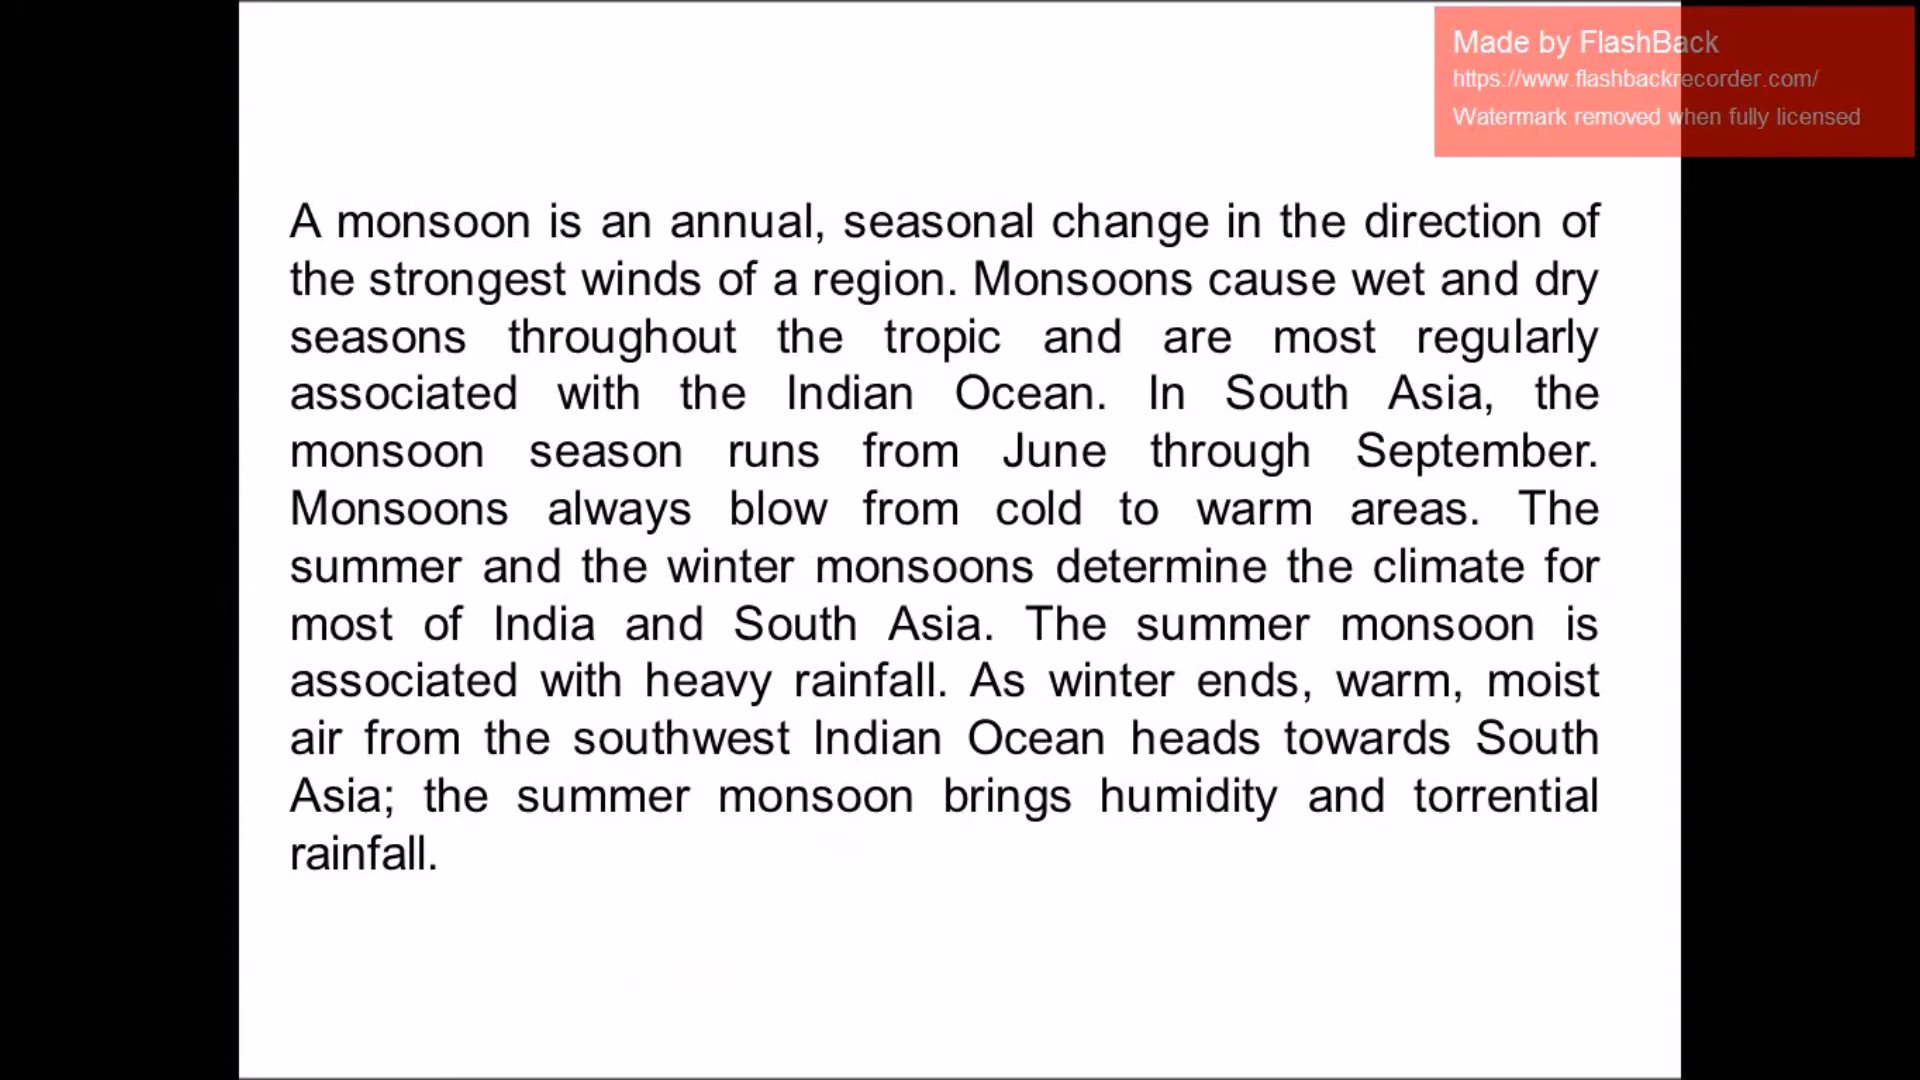 Made by FlashBack
https://www.flashbackrecorder.com/
Watermark removed when fully licensed
A monsoon is an annual, seasonal change in the direction of
the strongest winds of a region. Monsoons cause wet and dry
seasons throughout the tropic and are most regularly
associated with the Indian Ocean. In South Asia, the
monsoon season runs from June through September.
Monsoons always blow from cold to warm areas. The
summer and the winter monsoons determine the climate for
most of India and South Asia. The summer monsoon is
associated with heavy rainfall. As winter ends, warm, moist
air from the southwest Indian Ocean heads towards South
Asia; the summer monsoon brings humidity and torrential
rainfall.